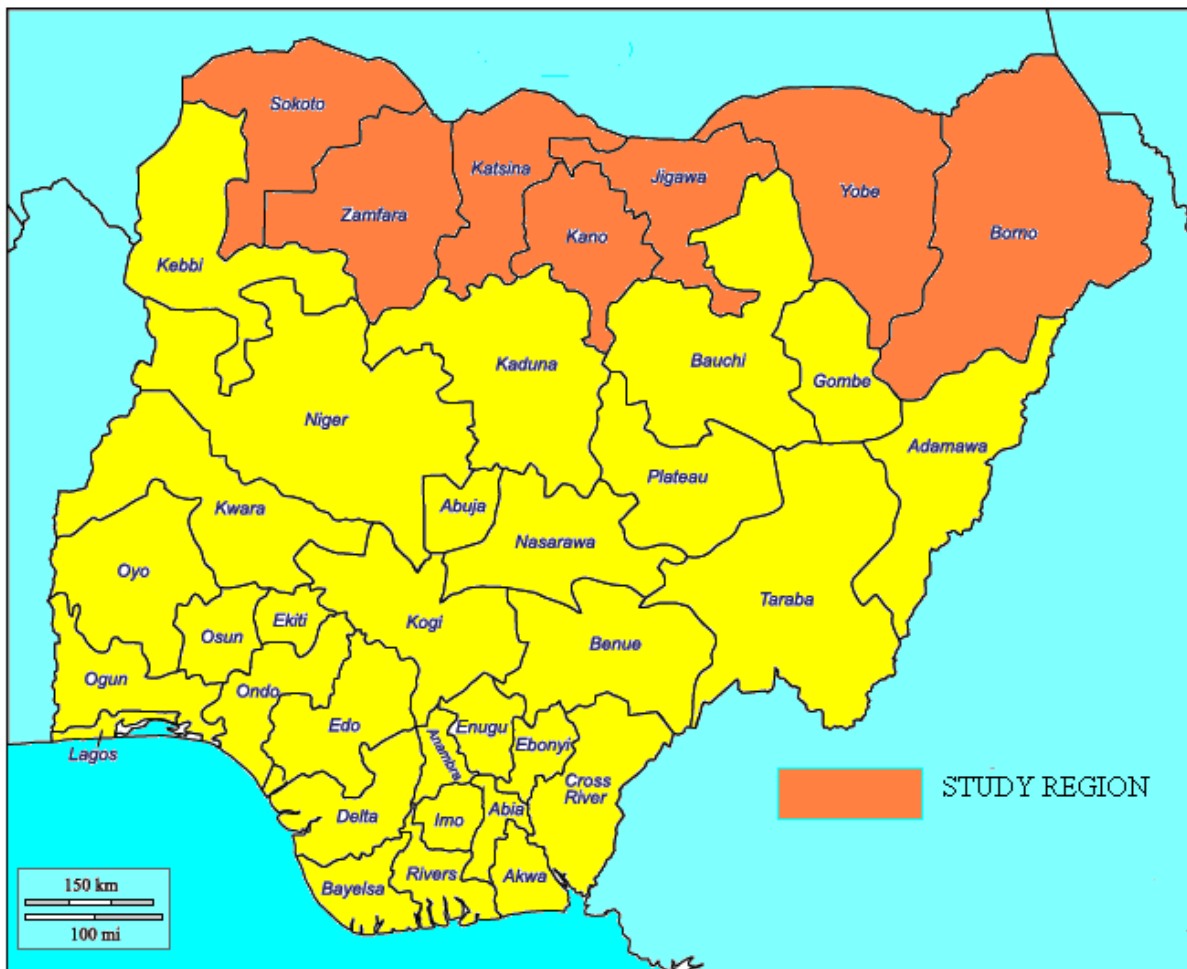 Sokoto
Katsina
Jigawa
Yobe
Zamfara
Kano
Borno
Kebbi
Kaduna
Bauchi
Gombe
Niger
Adamawa
Plateau
Abuja
Kwara
Nasarawa
Oyo
Taraba
Ekiti
Kogi
Osun
Benue
Ogun
Ondo
Edo
Enugu
Ebonyi
Lagos
Anambra
Cross
River
STUDY REGION
Delta
Imo
Abia
Rivers
Akwa
Bayelsa
150 km
100 mi